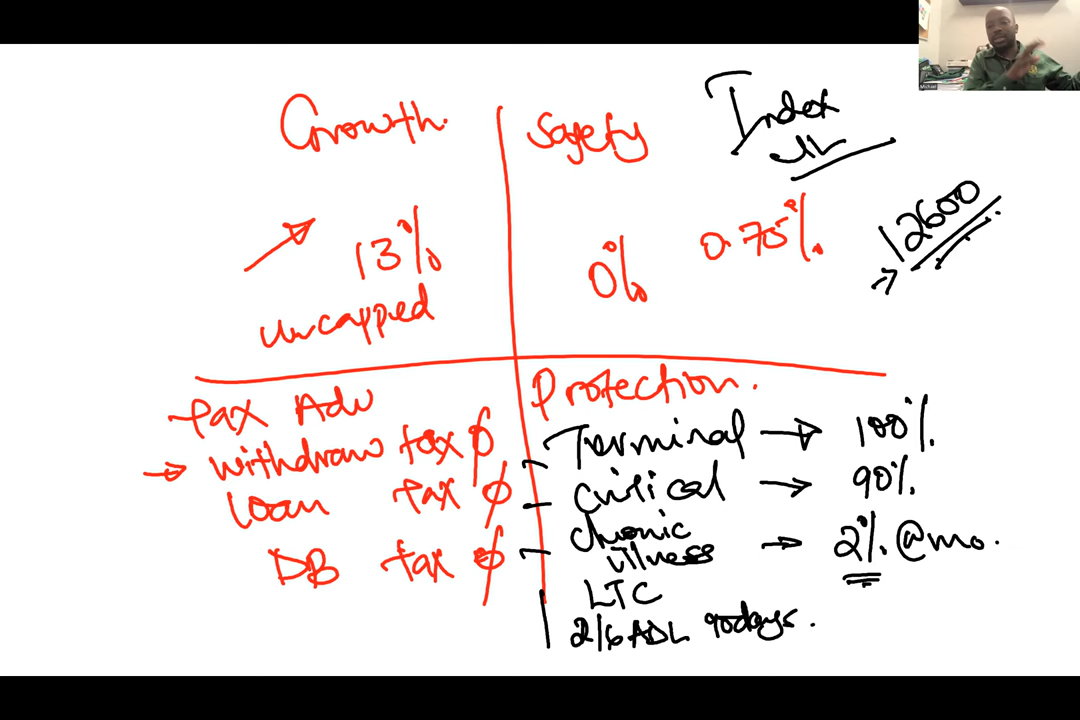 Growth.
13%
uncapped
Safety
0%
0.75%
Index
UL
12600
Tax Adv
withdraw tax ∅
loan tax ∅
DB tax ∅
Protection.
Terminal → 100%.
Critical → 90%.
Chronic
illness → 2%.@mo.
LTC
2/6 ADL 90days.
Michael